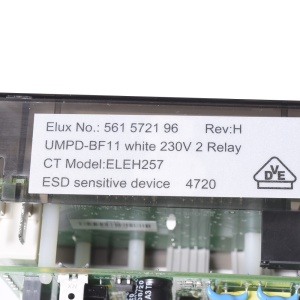 Elux No.: 561 5721 96 Rev:H
UMPD-BF11 white 230V 2 Relay
CT Model:ELEH257
ESD sensitive device 4720
DVE